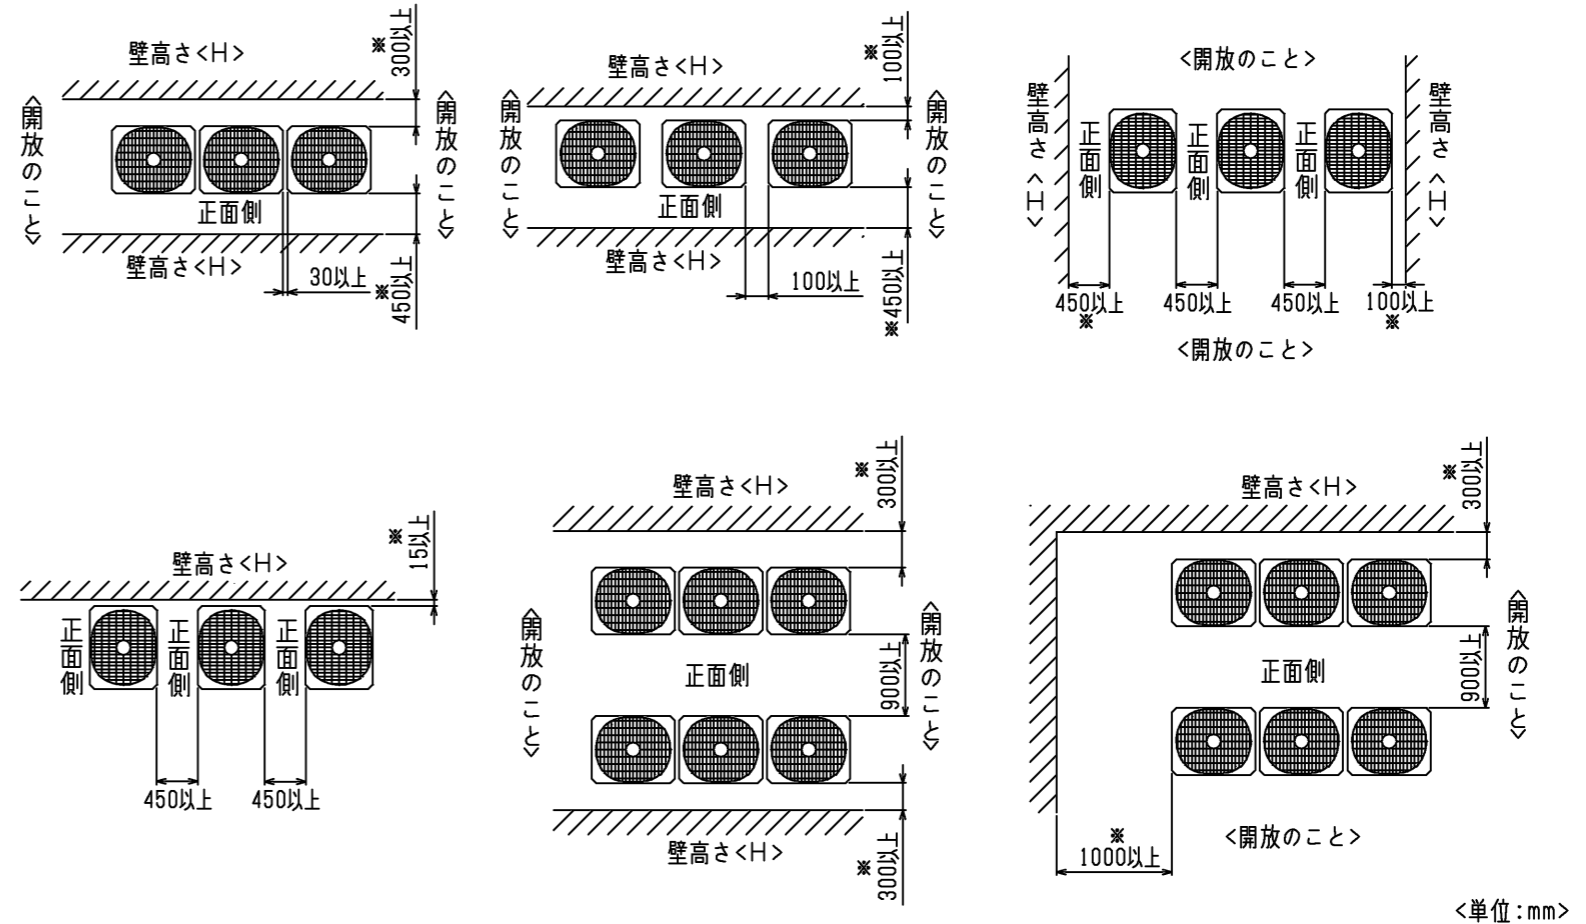 壁高さ<H>
※
300以上
<開放のこと>
<開放のこと>
正面側
壁高さ<H>
30以上
※
450以上
壁高さ<H>
※
100以上
<開放のこと>
<開放のこと>
正面側
壁高さ<H>
100以上
※450以上
<開放のこと>
壁高さ<H>
正面側
正面側
正面側
壁高さ<H>
450以上
※
450以上
450以上
100以上
※
<開放のこと>
壁高さ<H>
※
15以上
正面側
正面側
正面側
450以上
450以上
壁高さ<H>
※
300以上
<開放のこと>
正面側
900以上
<開放のこと>
壁高さ<H>
※
300以上
壁高さ<H>
※
300以上
正面側
900以上
<開放のこと>
※
1000以上
<開放のこと>
<単位:mm>